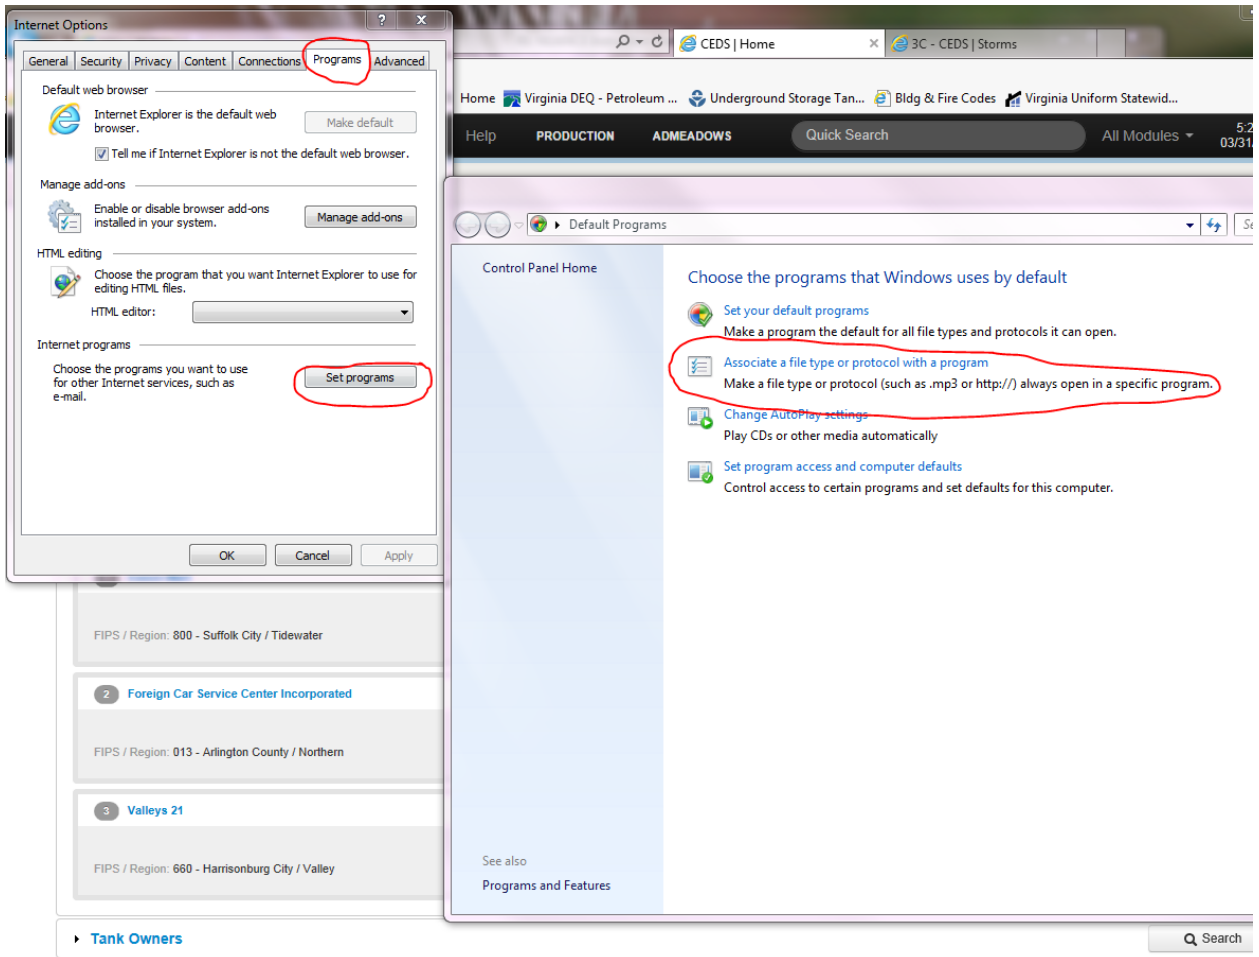 Internet Options
General Security Privacy Content Connections Programs Advanced
Default web browser
Internet Explorer is the default web browser.
Make default
Tell me if Internet Explorer is not the default web browser.
Manage add-ons
Enable or disable browser add-ons installed in your system.
Manage add-ons
HTML editing
Choose the program that you want Internet Explorer to use for editing HTML files.
HTML editor:
Internet programs
Choose the programs you want to use for other Internet services, such as e-mail.
Set programs
OK Cancel Apply
CEDS | Home
3C - CEDS | Storms
Home Virginia DEQ - Petroleum ... Underground Storage Tan... Bldg & Fire Codes Virginia Uniform Statewid...
Help PRODUCTION ADMEADOWS Quick Search All Modules 5:2
03/31/
Default Programs
Control Panel Home
Choose the programs that Windows uses by default
Set your default programs
Make a program the default for all file types and protocols it can open.
Associate a file type or protocol with a program
Make a file type or protocol (such as .mp3 or http://) always open in a specific program.
Change AutoPlay settings
Play CDs or other media automatically
Set program access and computer defaults
Control access to certain programs and set defaults for this computer.
See also
Programs and Features
FIPS / Region: 800 - Suffolk City / Tidewater
2 Foreign Car Service Center Incorporated
FIPS / Region: 013 - Arlington County / Northern
3 Valleys 21
FIPS / Region: 660 - Harrisonburg City / Valley
Tank Owners
Search